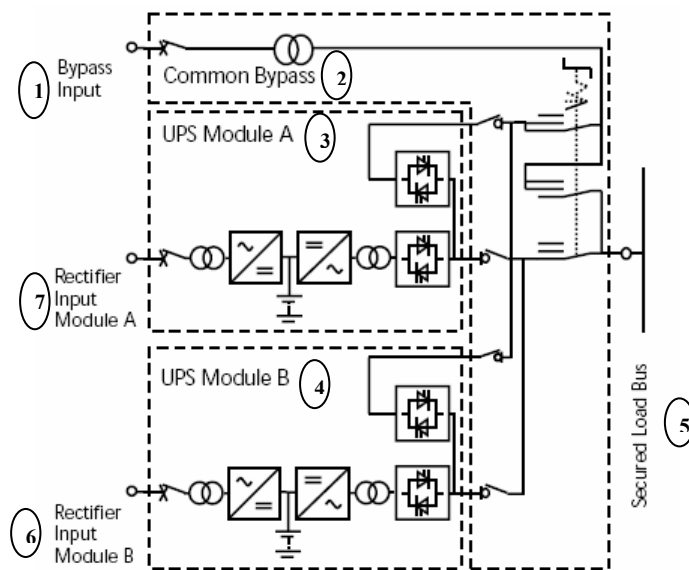 1
Bypass
Input
Common Bypass
2
UPS Module A
3
7
Rectifier
Input
Module A
UPS Module B
4
Secured Load Bus
5
6
Rectifier
Input
Module B